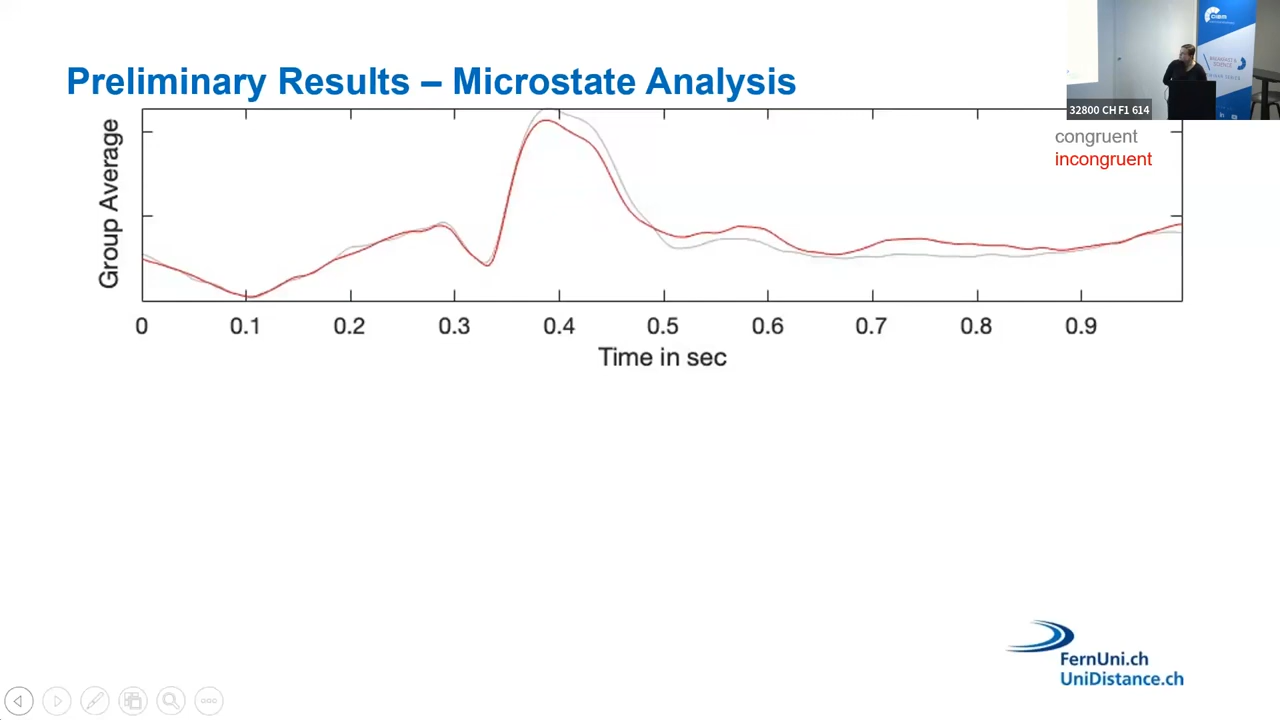 Preliminary Results – Microstate Analysis
32800 CH F1 614
congruent
incongruent
Group Average
0 0.1 0.2 0.3 0.4 0.5 0.6 0.7 0.8 0.9
Time in sec
FernUni.ch
UniDistance.ch